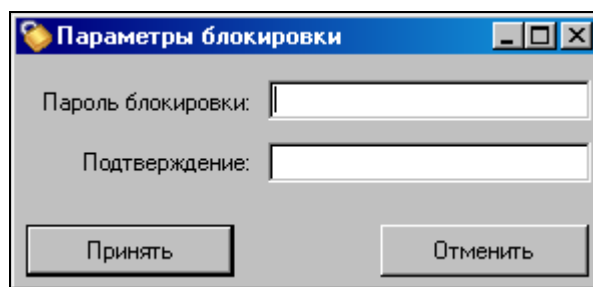 Параметры блокировки
Пароль блокировки:
Подтверждение:
Принять Отменить